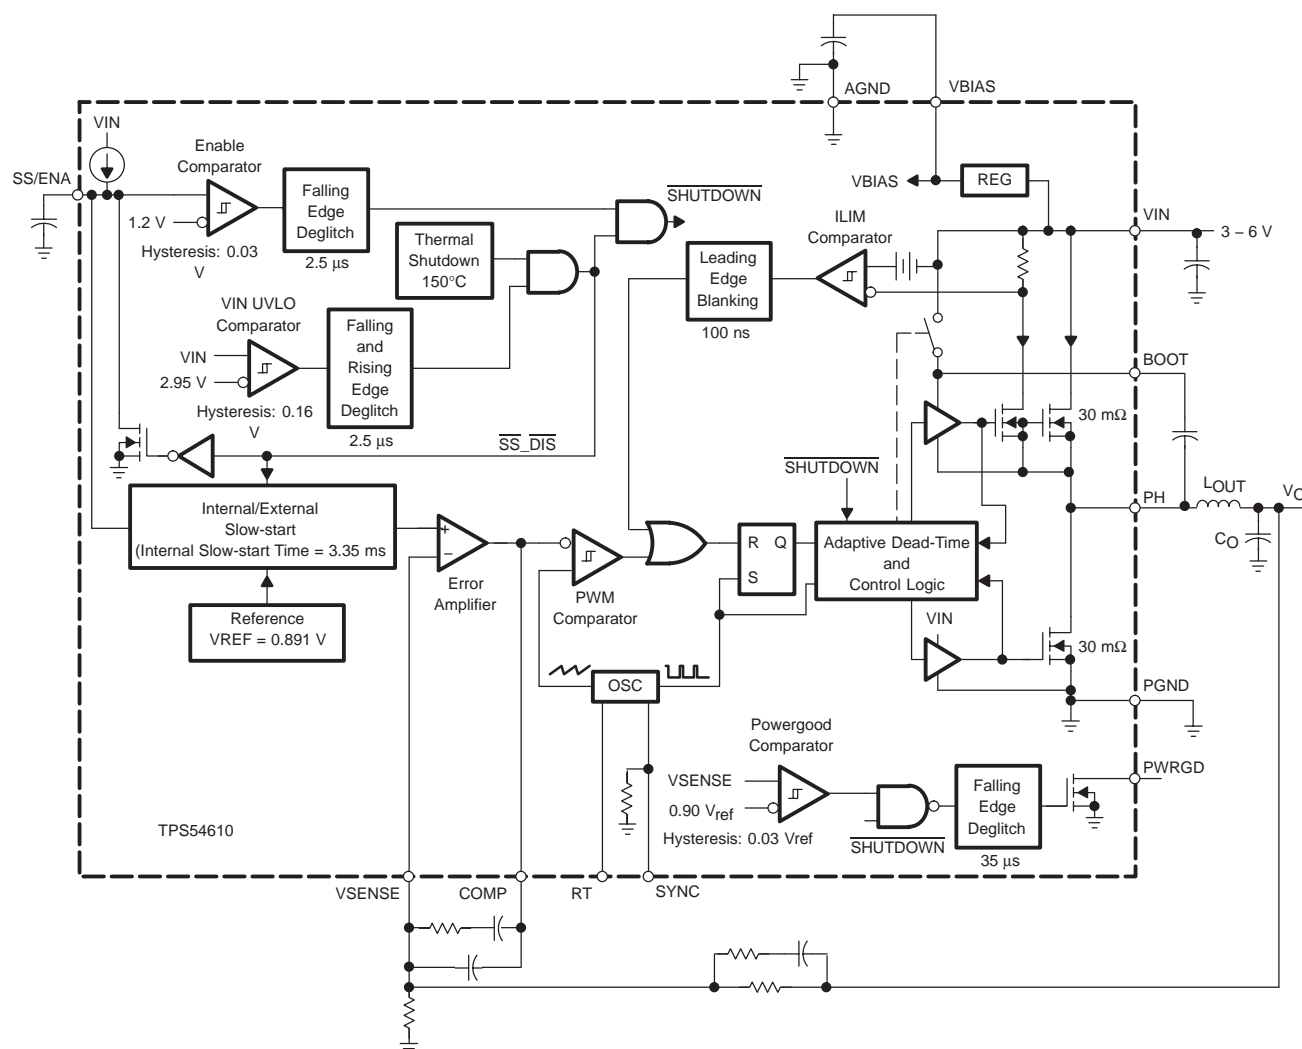 AGND
VBIAS
VIN
Enable
Comparator
SS/ENA
1.2 V
Hysteresis: 0.03
V
Falling
Edge
Deglitch
2.5 μs
SHUTDOWN
Thermal
Shutdown
150°C
VBIAS
REG
ILIM
Comparator
VIN
3 – 6 V
Leading
Edge
Blanking
100 ns
VIN UVLO
Comparator
VIN
2.95 V
Hysteresis: 0.16
V
Falling
and
Rising
Edge
Deglitch
2.5 μs
BOOT
30 mΩ
SS_DIS
SHUTDOWN
Internal/External
Slow-start
(Internal Slow-start Time = 3.35 ms
Reference
VREF = 0.891 V
+
−
Error
Amplifier
PWM
Comparator
R Q
S
Adaptive Dead-Time
and
Control Logic
PH
LOUT
VO
CO
VIN
30 mΩ
OSC
PGND
Powergood
Comparator
VSENSE
0.90 Vref
Hysteresis: 0.03 Vref
SHUTDOWN
Falling
Edge
Deglitch
35 μs
PWRGD
TPS54610
VSENSE
COMP
RT
SYNC